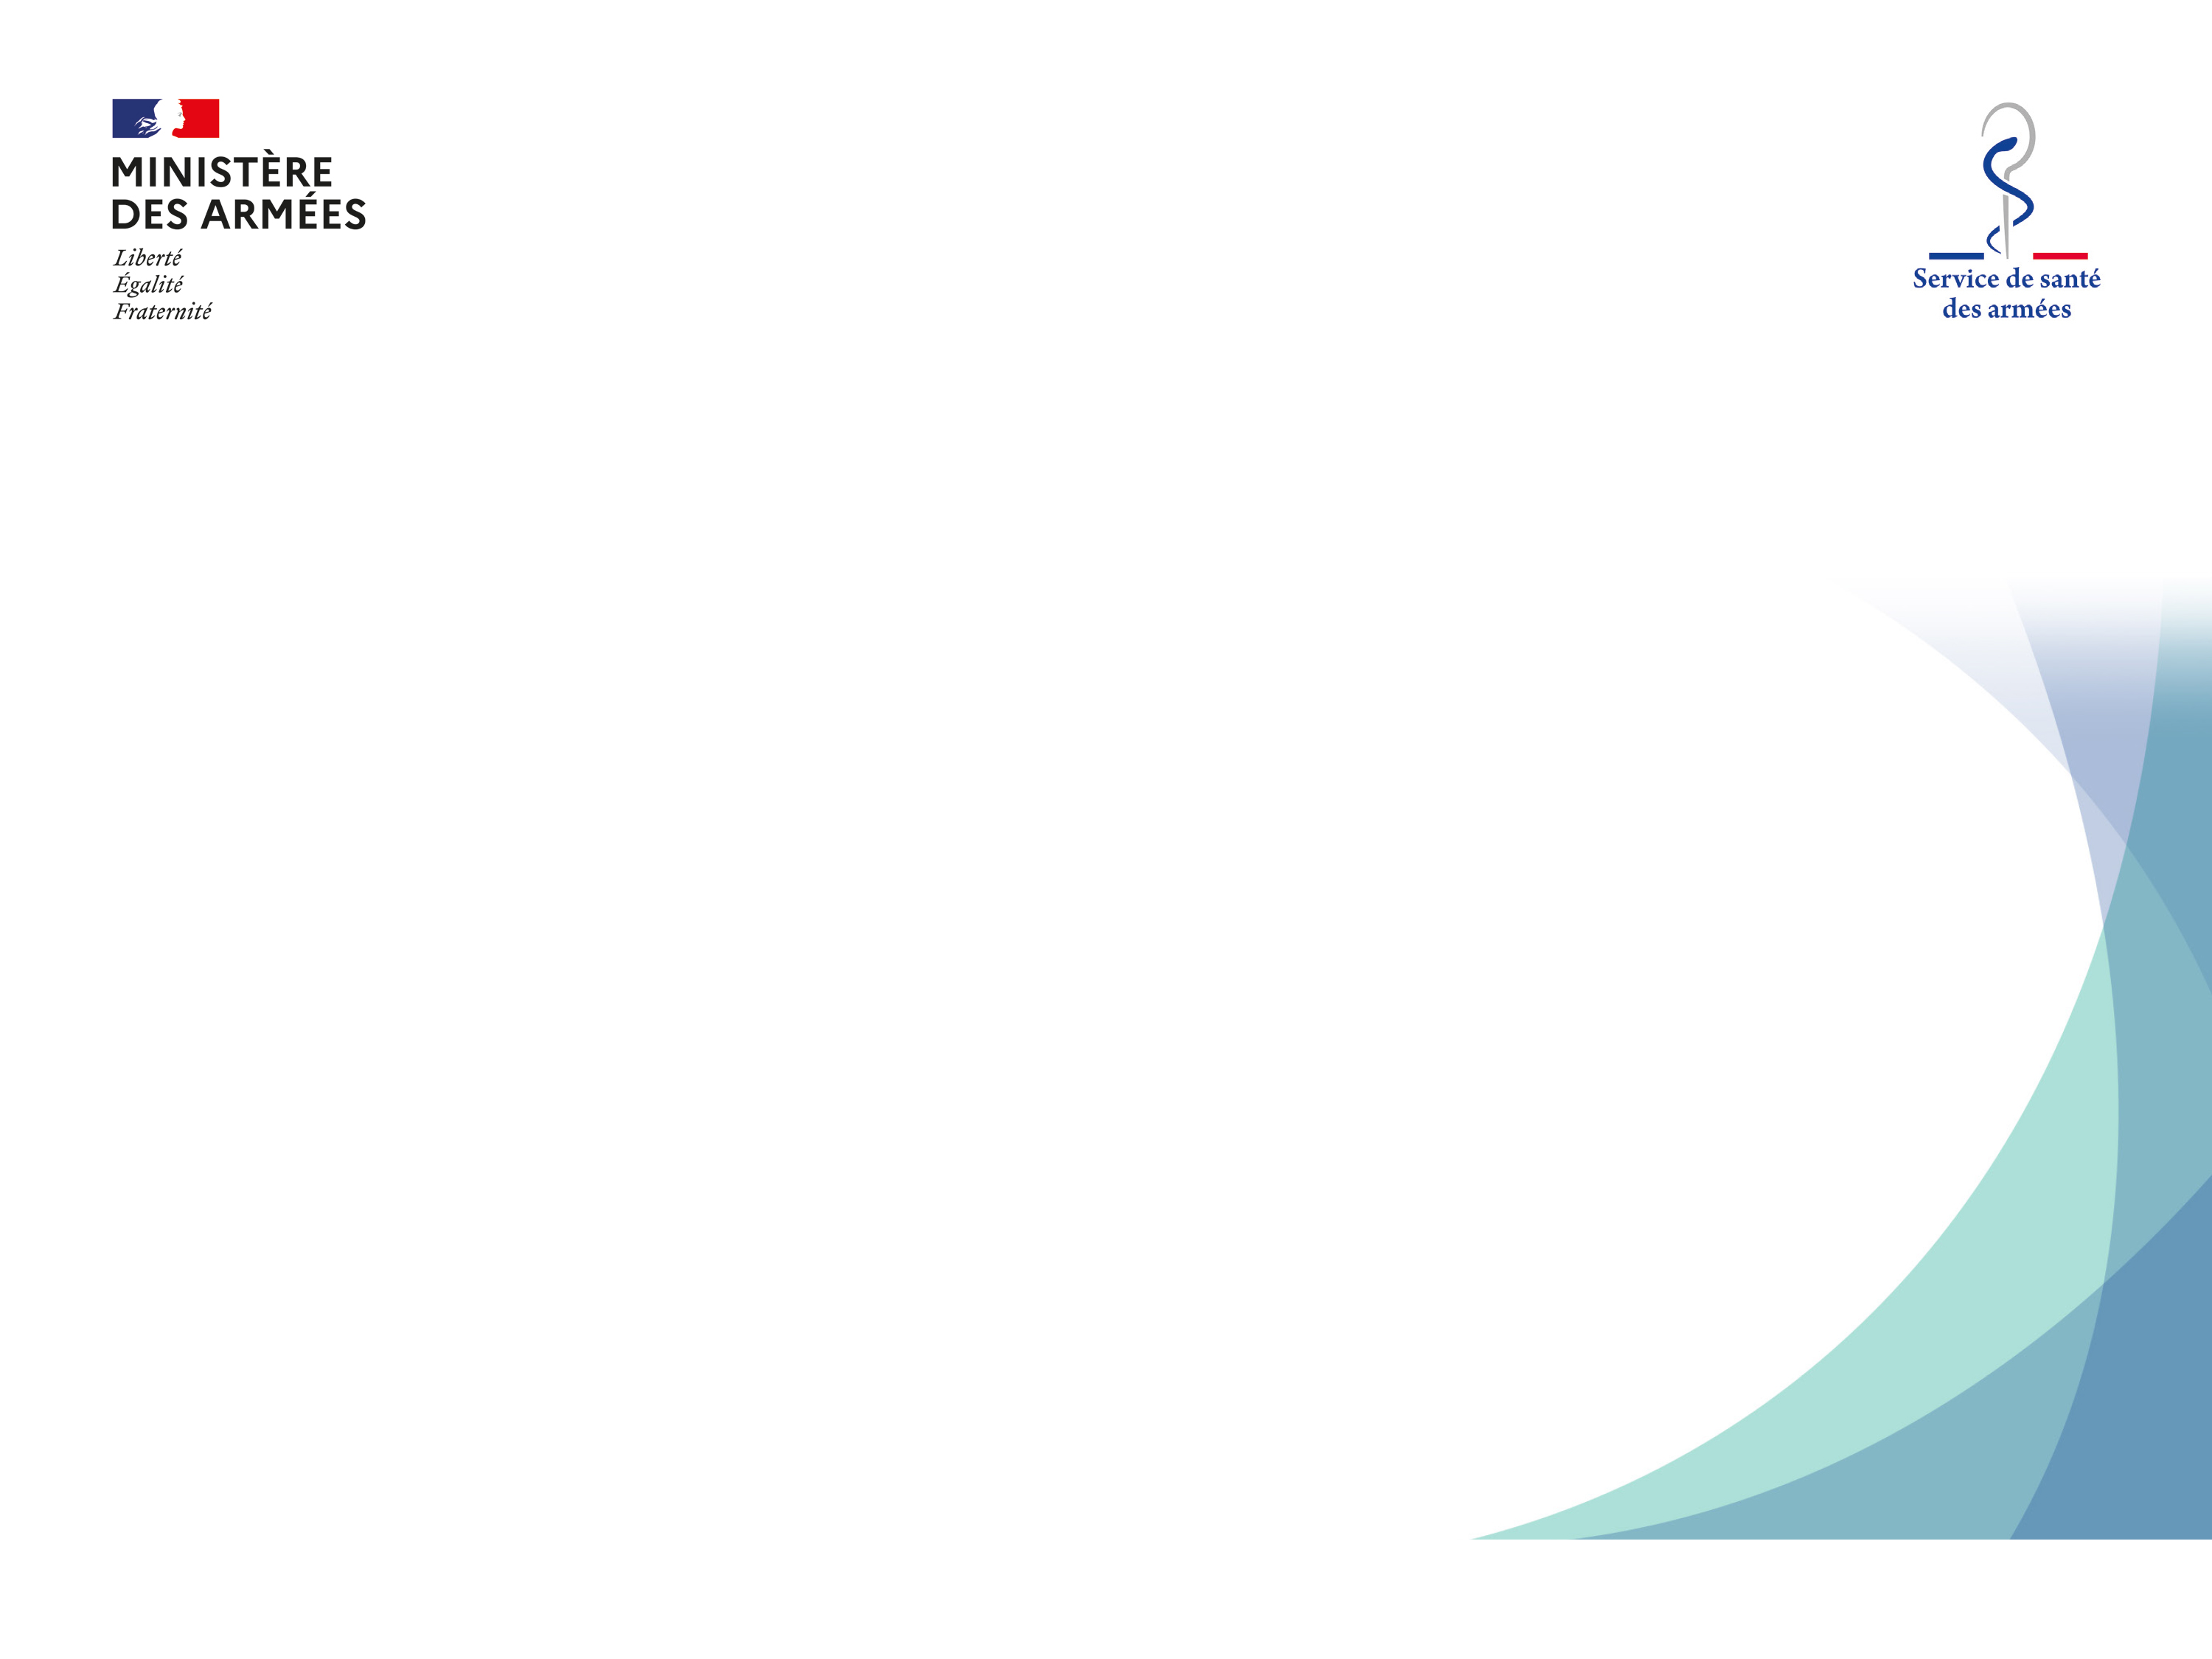 MINISTÈRE
DES ARMÉES
Liberté
Égalité
Fraternité
Service de santé
des armées